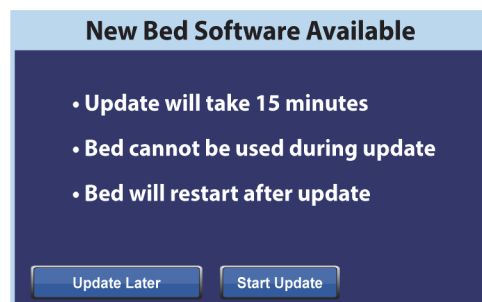 New Bed Software Available
• Update will take 15 minutes
• Bed cannot be used during update
• Bed will restart after update
Update Later
Start Update